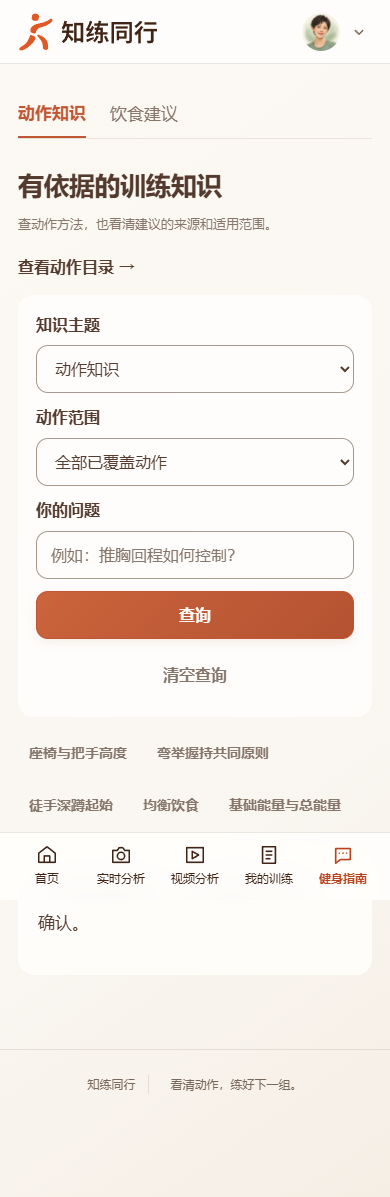 知练同行
动作知识 饮食建议
有依据的训练知识
查动作方法，也看清建议的来源和适用范围。
查看动作目录 →
知识主题
动作知识
动作范围
全部已覆盖动作
你的问题
例如：推胸回程如何控制？
查询
清空查询
座椅与把手高度 弯举握持共同原则
徒手深蹲起始 均衡饮食 基础能量与总能量
首页 实时分析 视频分析 我的训练 健身指南
确认。
知练同行 看清动作，练好下一组。